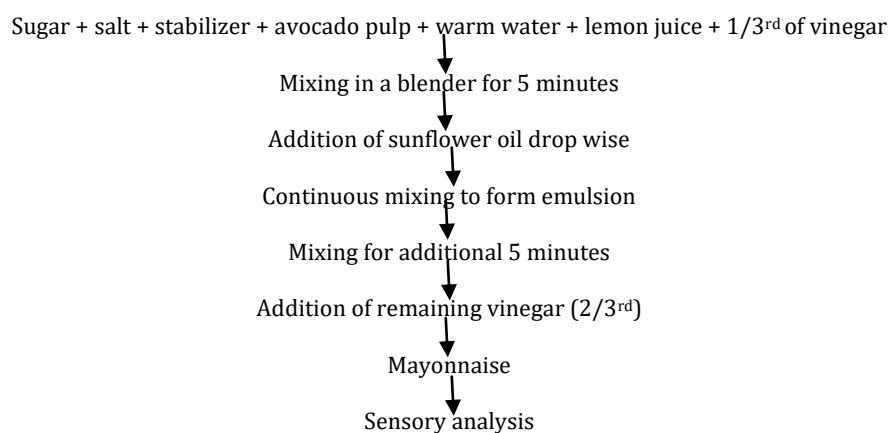 Sugar + salt + stabilizer + avocado pulp + warm water + lemon juice + 1/3rd of vinegar
Mixing in a blender for 5 minutes
Addition of sunflower oil drop wise
Continuous mixing to form emulsion
Mixing for additional 5 minutes
Addition of remaining vinegar (2/3rd)
Mayonnaise
Sensory analysis